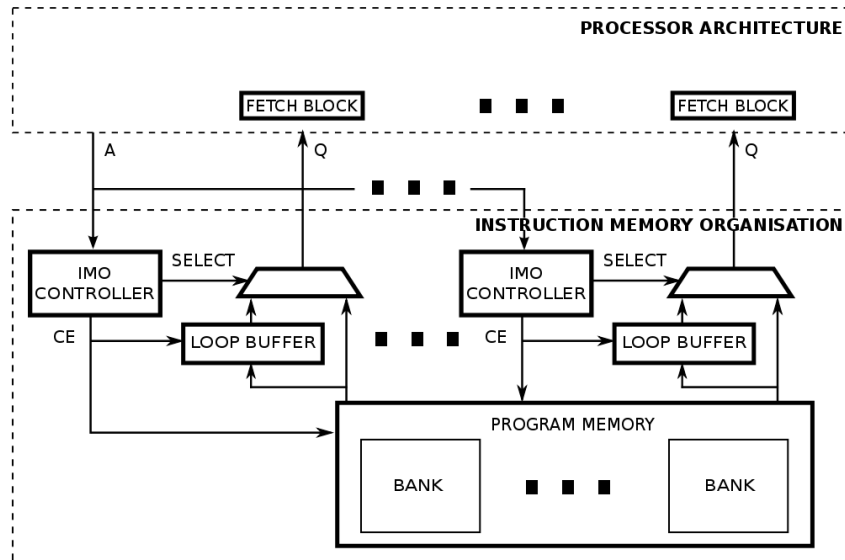 PROCESSOR ARCHITECTURE
FETCH BLOCK
FETCH BLOCK
A
Q
Q
INSTRUCTION MEMORY ORGANISATION
IMO
CONTROLLER
SELECT
IMO
CONTROLLER
SELECT
CE
LOOP BUFFER
CE
LOOP BUFFER
PROGRAM MEMORY
BANK
BANK